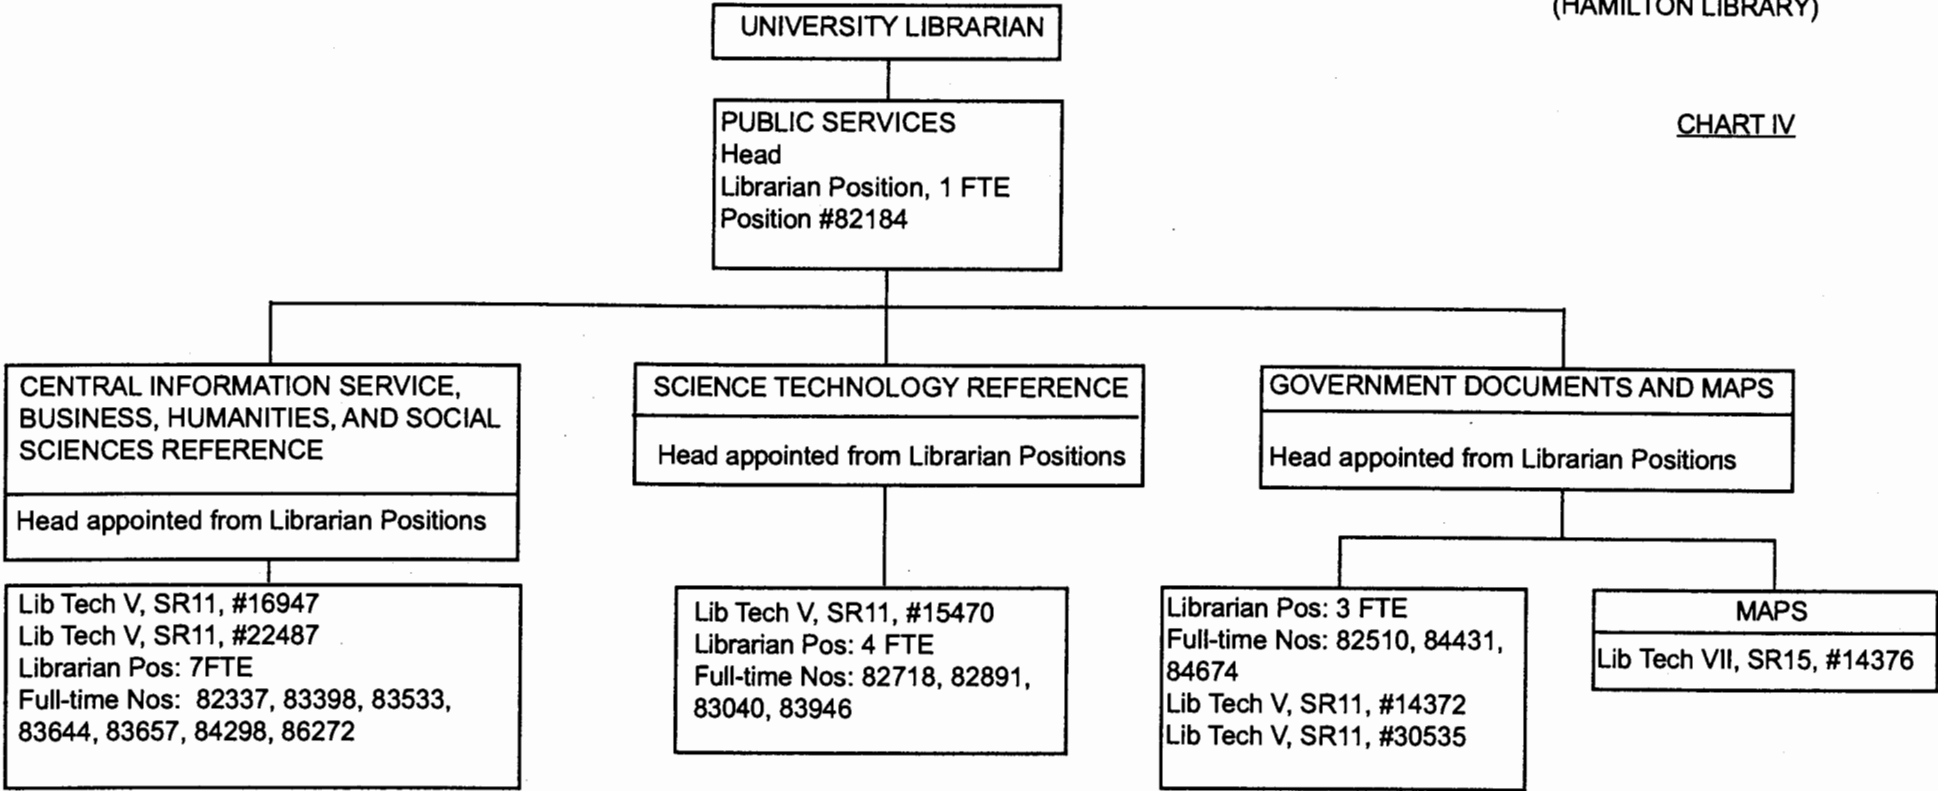 (HAMILTON LIBRARY)
CHART IV
UNIVERSITY LIBRARIAN
PUBLIC SERVICES
Head
Librarian Position, 1 FTE
Position #82184
CENTRAL INFORMATION SERVICE,
BUSINESS, HUMANITIES, AND SOCIAL
SCIENCES REFERENCE
Head appointed from Librarian Positions
Lib Tech V, SR11, #16947
Lib Tech V, SR11, #22487
Librarian Pos: 7FTE
Full-time Nos:  82337, 83398, 83533,
83644, 83657, 84298, 86272
SCIENCE TECHNOLOGY REFERENCE
Head appointed from Librarian Positions
Lib Tech V, SR11, #15470
Librarian Pos: 4 FTE
Full-time Nos: 82718, 82891,
83040, 83946
GOVERNMENT DOCUMENTS AND MAPS
Head appointed from Librarian Positions
Librarian Pos: 3 FTE
Full-time Nos: 82510, 84431,
84674
Lib Tech V, SR11, #14372
Lib Tech V, SR11, #30535
MAPS
Lib Tech VII, SR15, #14376